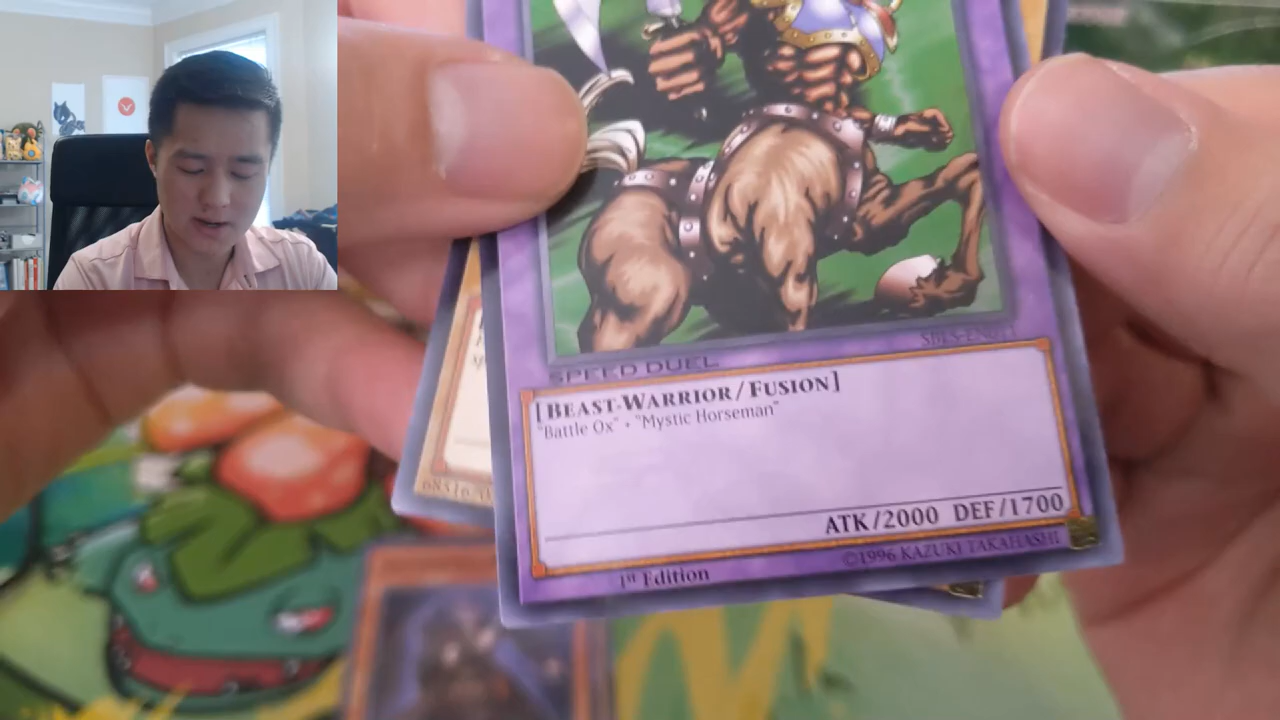 SPEED DUEL
[BEAST-WARRIOR/FUSION]
"Battle Ox" · "Mystic Horseman"
ATK/2000 DEF/1700
1st Edition
©1996 KAZUKI TAKAHASHI